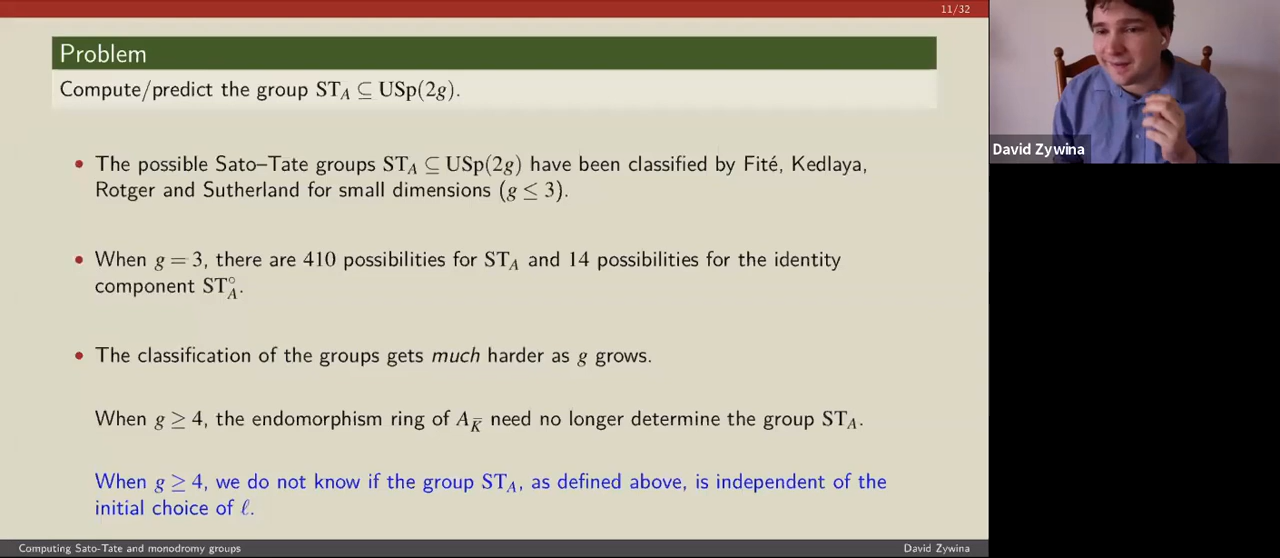 11/32
Problem
Compute/predict the group ST_A ⊆ USp(2g).
• The possible Sato–Tate groups ST_A ⊆ USp(2g) have been classified by Fité, Kedlaya,
Rotger and Sutherland for small dimensions (g ≤ 3).
• When g = 3, there are 410 possibilities for ST_A and 14 possibilities for the identity
component ST_A^∘.
• The classification of the groups gets much harder as g grows.
When g ≥ 4, the endomorphism ring of A_K̄ need no longer determine the group ST_A.
When g ≥ 4, we do not know if the group ST_A, as defined above, is independent of the
initial choice of ℓ.
Computing Sato-Tate and monodromy groups
David Zywina
David Zywina